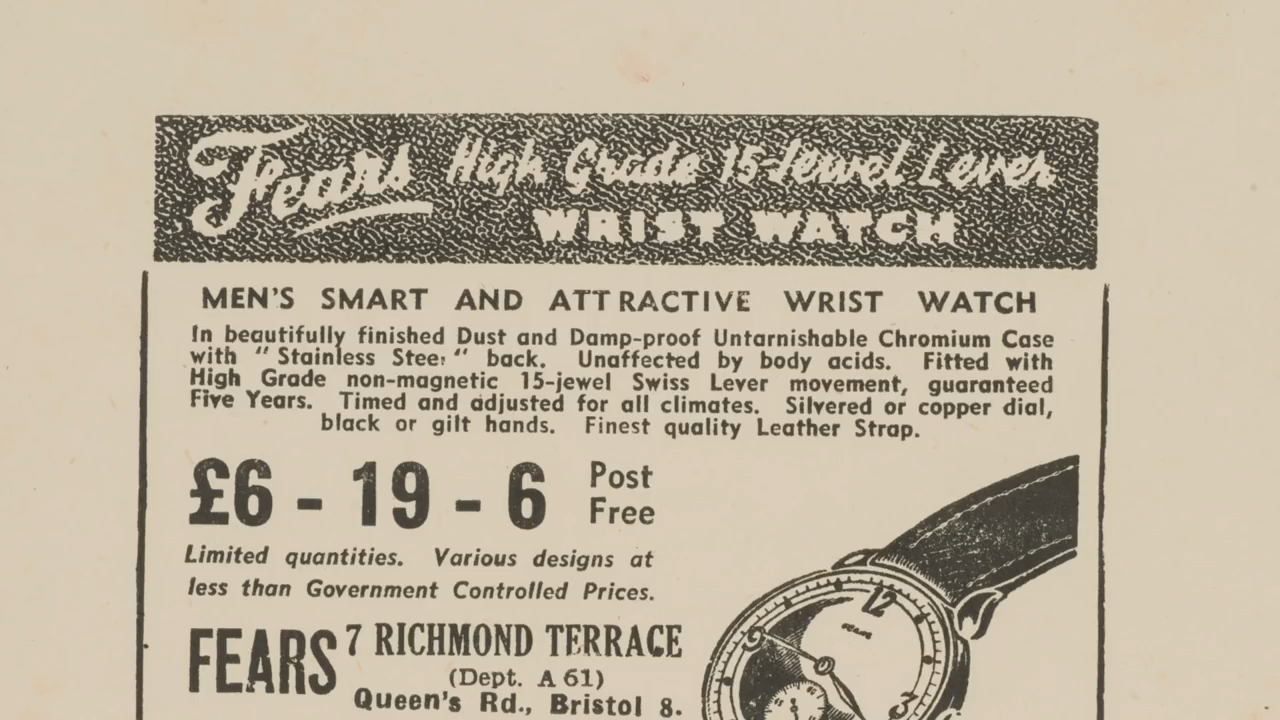 Fears High Grade 15-Jewel Lever
WRIST WATCH
MEN'S SMART AND ATTRACTIVE WRIST WATCH
In beautifully finished Dust and Damp-proof Untarnishable Chromium Case
with "Stainless Steel" back. Unaffected by body acids. Fitted with
High Grade non-magnetic 15-jewel Swiss Lever movement, guaranteed
Five Years. Timed and adjusted for all climates. Silvered or copper dial,
black or gilt hands. Finest quality Leather Strap.
£6 - 19 - 6 Post
Free
Limited quantities. Various designs at
less than Government Controlled Prices.
FEARS 7 RICHMOND TERRACE
(Dept. A 61)
Queen's Rd., Bristol 8.
12
FEARS
9
3